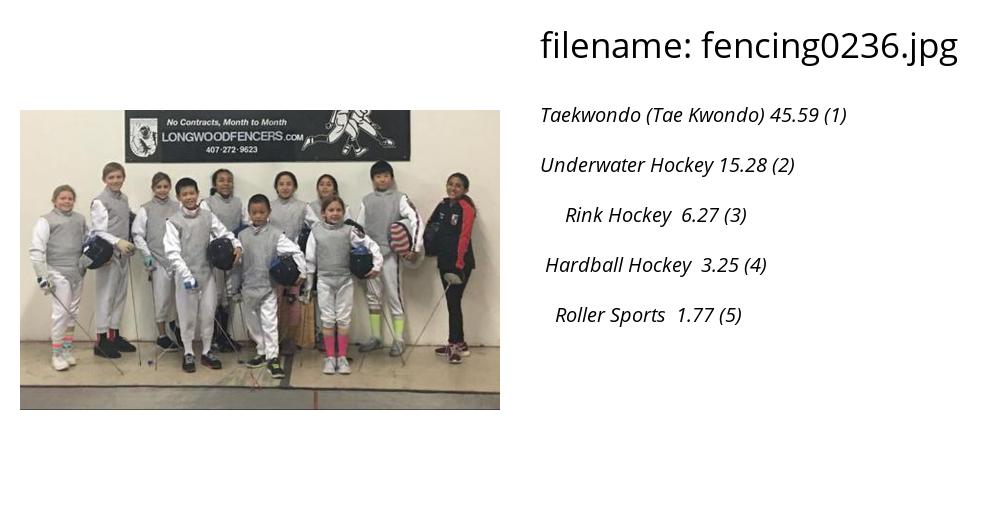 filename: fencing0236.jpg
No Contracts, Month to Month
LONGWOODFENCERS.COM
407·272·9623
Taekwondo (Tae Kwondo) 45.59 (1)
Underwater Hockey 15.28 (2)
Rink Hockey 6.27 (3)
Hardball Hockey 3.25 (4)
Roller Sports 1.77 (5)